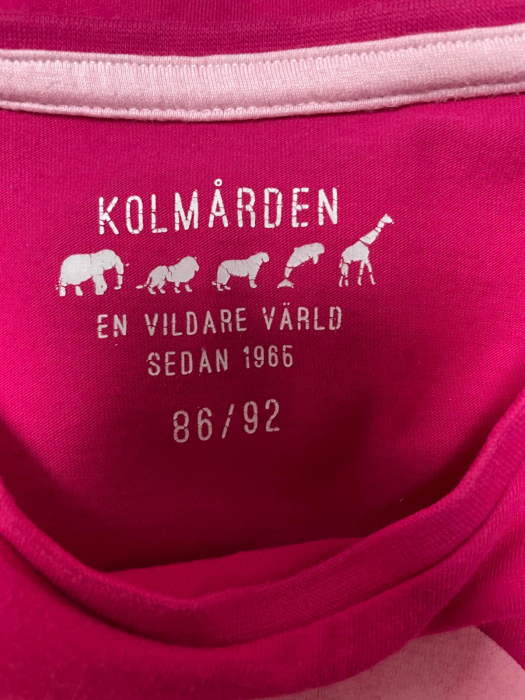 KOLMÅRDEN
EN VILDARE VÄRLD
SEDAN 1965
86/92